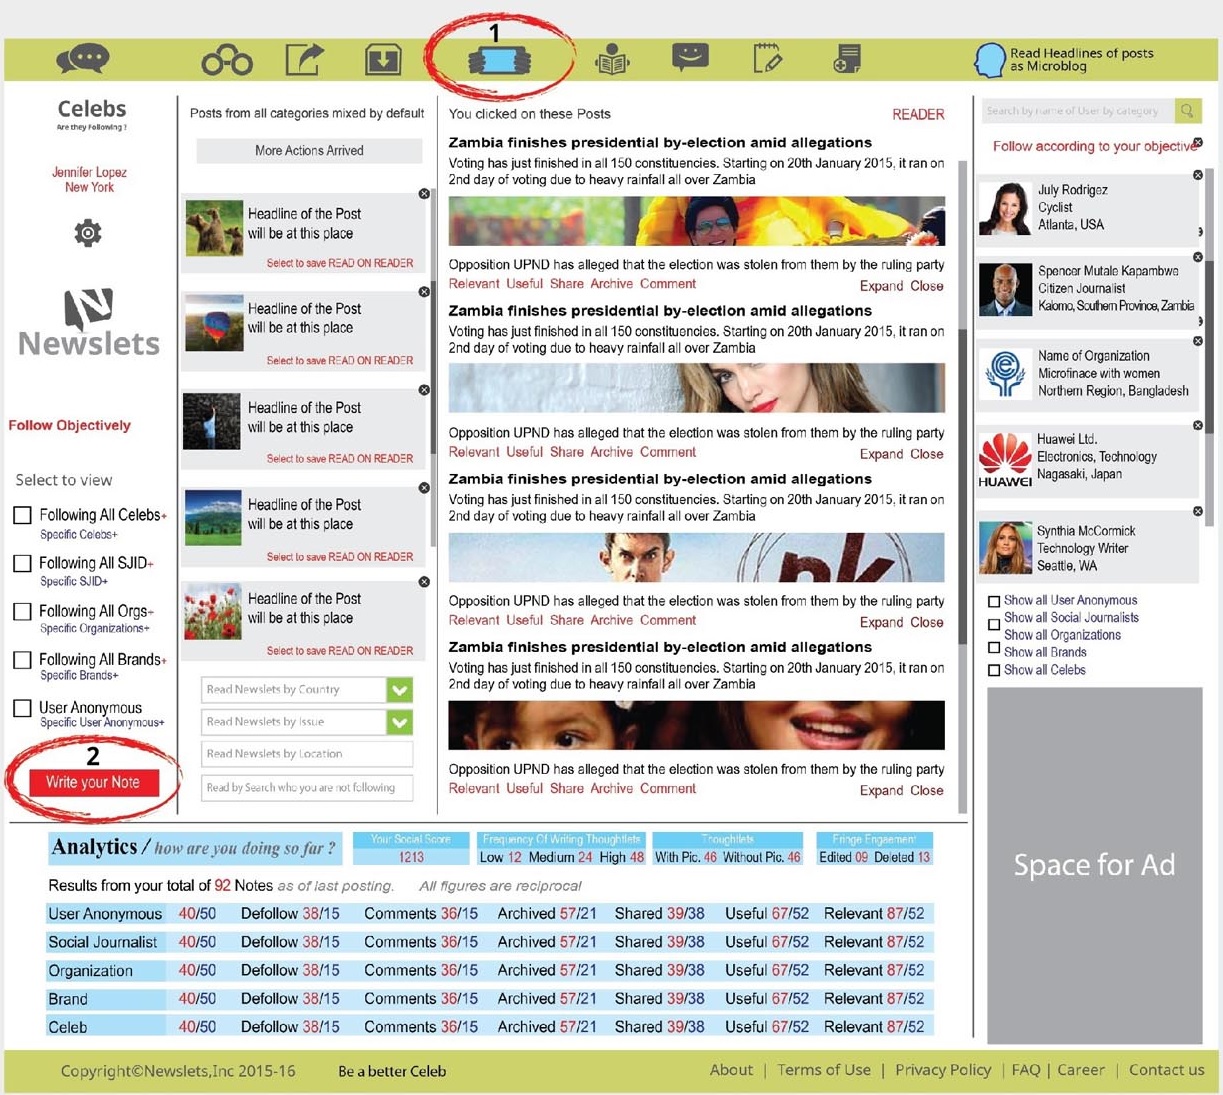 1
Read Headlines of posts
as Microblog
Celebs
Are they Following ?
Jennifer Lopez
New York
Newslets
Follow Objectively
Select to view
Following All Celebs+
Specific Celebs+
Following All SJID+
Specific SJID+
Following All Orgs+
Specific Organizations+
Following All Brands+
Specific Brands+
User Anonymous
Specific User Anonymous+
2
Write your Note
Posts from all categories mixed by default
More Actions Arrived
Headline of the Post
will be at this place
Select to save READ ON READER
Headline of the Post
will be at this place
Select to save READ ON READER
Headline of the Post
will be at this place
Select to save READ ON READER
Headline of the Post
will be at this place
Select to save READ ON READER
Headline of the Post
will be at this place
Select to save READ ON READER
Read Newslets by Country
Read Newslets by Issue
Read Newslets by Location
Read by Search who you are not following
You clicked on these Posts READER
Zambia finishes presidential by-election amid allegations
Voting has just finished in all 150 constituencies. Starting on 20th January 2015, it ran on
2nd day of voting due to heavy rainfall all over Zambia
Opposition UPND has alleged that the election was stolen from them by the ruling party
Relevant Useful Share Archive Comment Expand Close
Zambia finishes presidential by-election amid allegations
Voting has just finished in all 150 constituencies. Starting on 20th January 2015, it ran on
2nd day of voting due to heavy rainfall all over Zambia
Opposition UPND has alleged that the election was stolen from them by the ruling party
Relevant Useful Share Archive Comment Expand Close
Zambia finishes presidential by-election amid allegations
Voting has just finished in all 150 constituencies. Starting on 20th January 2015, it ran on
2nd day of voting due to heavy rainfall all over Zambia
nk
Opposition UPND has alleged that the election was stolen from them by the ruling party
Relevant Useful Share Archive Comment Expand Close
Zambia finishes presidential by-election amid allegations
Voting has just finished in all 150 constituencies. Starting on 20th January 2015, it ran on
2nd day of voting due to heavy rainfall all over Zambia
Opposition UPND has alleged that the election was stolen from them by the ruling party
Relevant Useful Share Archive Comment Expand Close
Search by name of User by category
Follow according to your objective
July Rodrigez
Cyclist
Atlanta, USA
Spencer Mutale Kapambwe
Citizen Journalist
Kalomo, Southern Province, Zambia
Name of Organization
Microfinace with women
Northern Region, Bangladesh
HUAWEI
Huawei Ltd.
Electronics, Technology
Nagasaki, Japan
Synthia McCormick
Technology Writer
Seattle, WA
Show all User Anonymous
Show all Social Journalists
Show all Organizations
Show all Brands
Show all Celebs
Space for Ad
Analytics / how are you doing so far ?
Your Social Score
1213
Frequency Of Writing Thoughtlets
Low 12 Medium 24 High 48
Thoutlets
With Pic. 46 Without Pic. 46
Fringe Engaement
Edited 09 Deleted 13
Results from your total of 92 Notes as of last posting. All figures are reciprocal
User Anonymous 40/50 Defollow 38/15 Comments 36/15 Archived 57/21 Shared 39/38 Useful 67/52 Relevant 87/52
Social Journalist 40/50 Defollow 38/15 Comments 36/15 Archived 57/21 Shared 39/38 Useful 67/52 Relevant 87/52
Organization 40/50 Defollow 38/15 Comments 36/15 Archived 57/21 Shared 39/38 Useful 67/52 Relevant 87/52
Brand 40/50 Defollow 38/15 Comments 36/15 Archived 57/21 Shared 39/38 Useful 67/52 Relevant 87/52
Celeb 40/50 Defollow 38/15 Comments 36/15 Archived 57/21 Shared 39/38 Useful 67/52 Relevant 87/52
Copyright©Newslets,Inc 2015-16 Be a better Celeb About | Terms of Use | Privacy Policy | FAQ | Career | Contact us